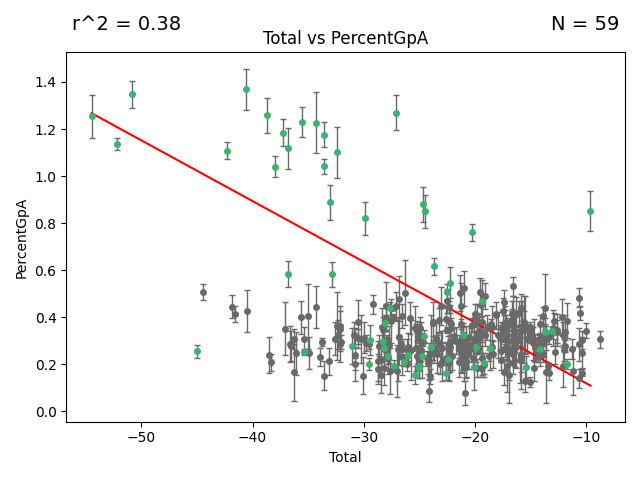 r^2 = 0.38
N = 59
Total vs PercentGpA
1.4
1.2
1.0
0.8
0.6
0.4
0.2
0.0
PercentGpA
−50
−40
−30
−20
−10
Total